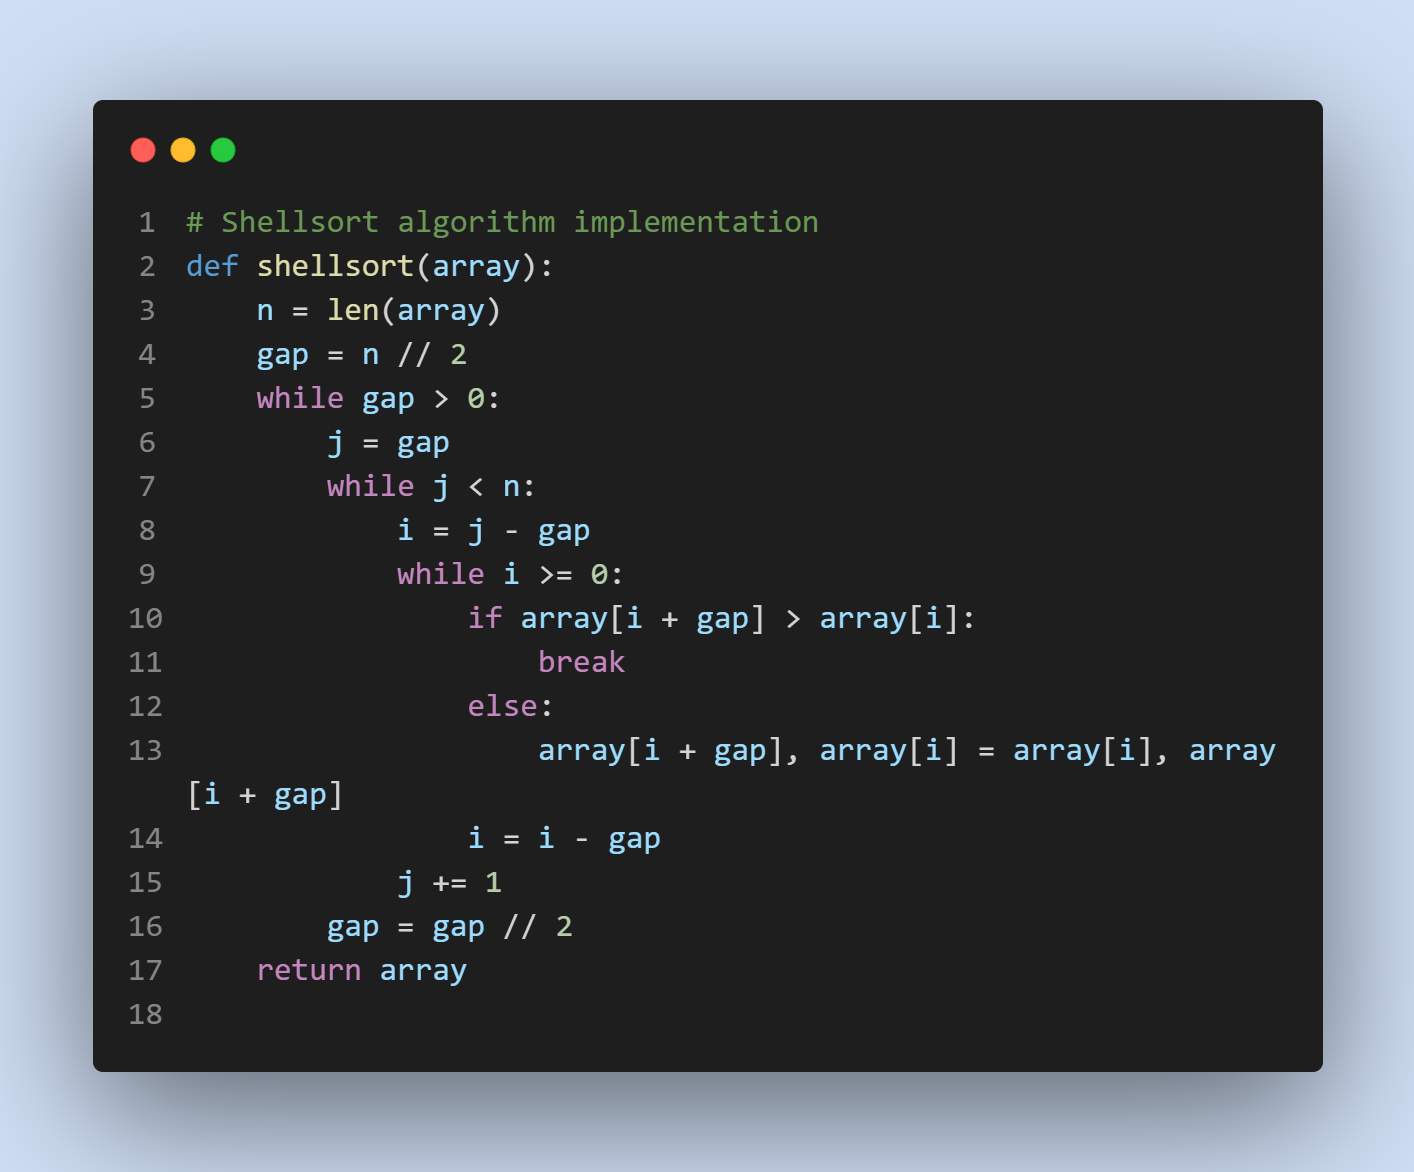 1 # Shellsort algorithm implementation
2 def shellsort(array):
3     n = len(array)
4     gap = n // 2
5     while gap > 0:
6         j = gap
7         while j < n:
8             i = j - gap
9             while i >= 0:
10                 if array[i + gap] > array[i]:
11                     break
12                 else:
13                     array[i + gap], array[i] = array[i], array
[i + gap]
14                 i = i - gap
15             j += 1
16         gap = gap // 2
17     return array
18